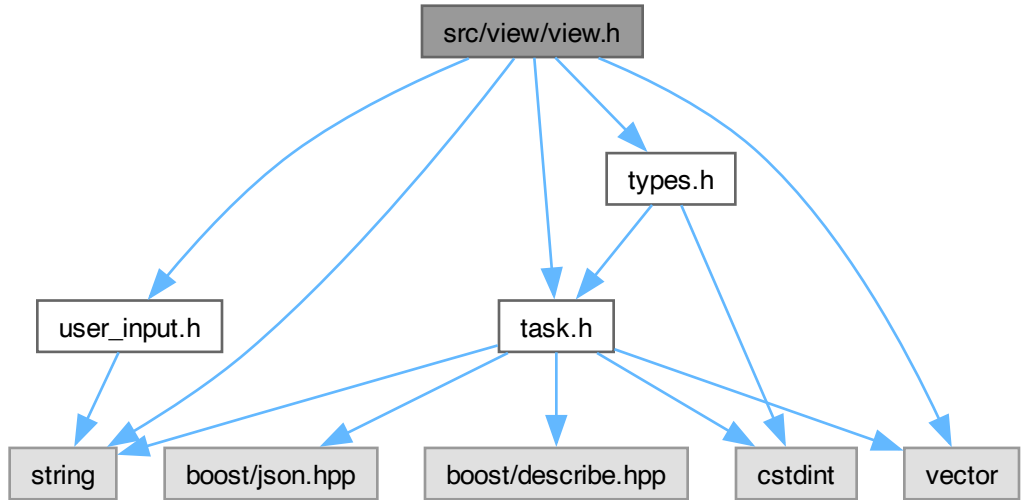 src/view/view.h
types.h
user_input.h
task.h
string
boost/json.hpp
boost/describe.hpp
cstdint
vector